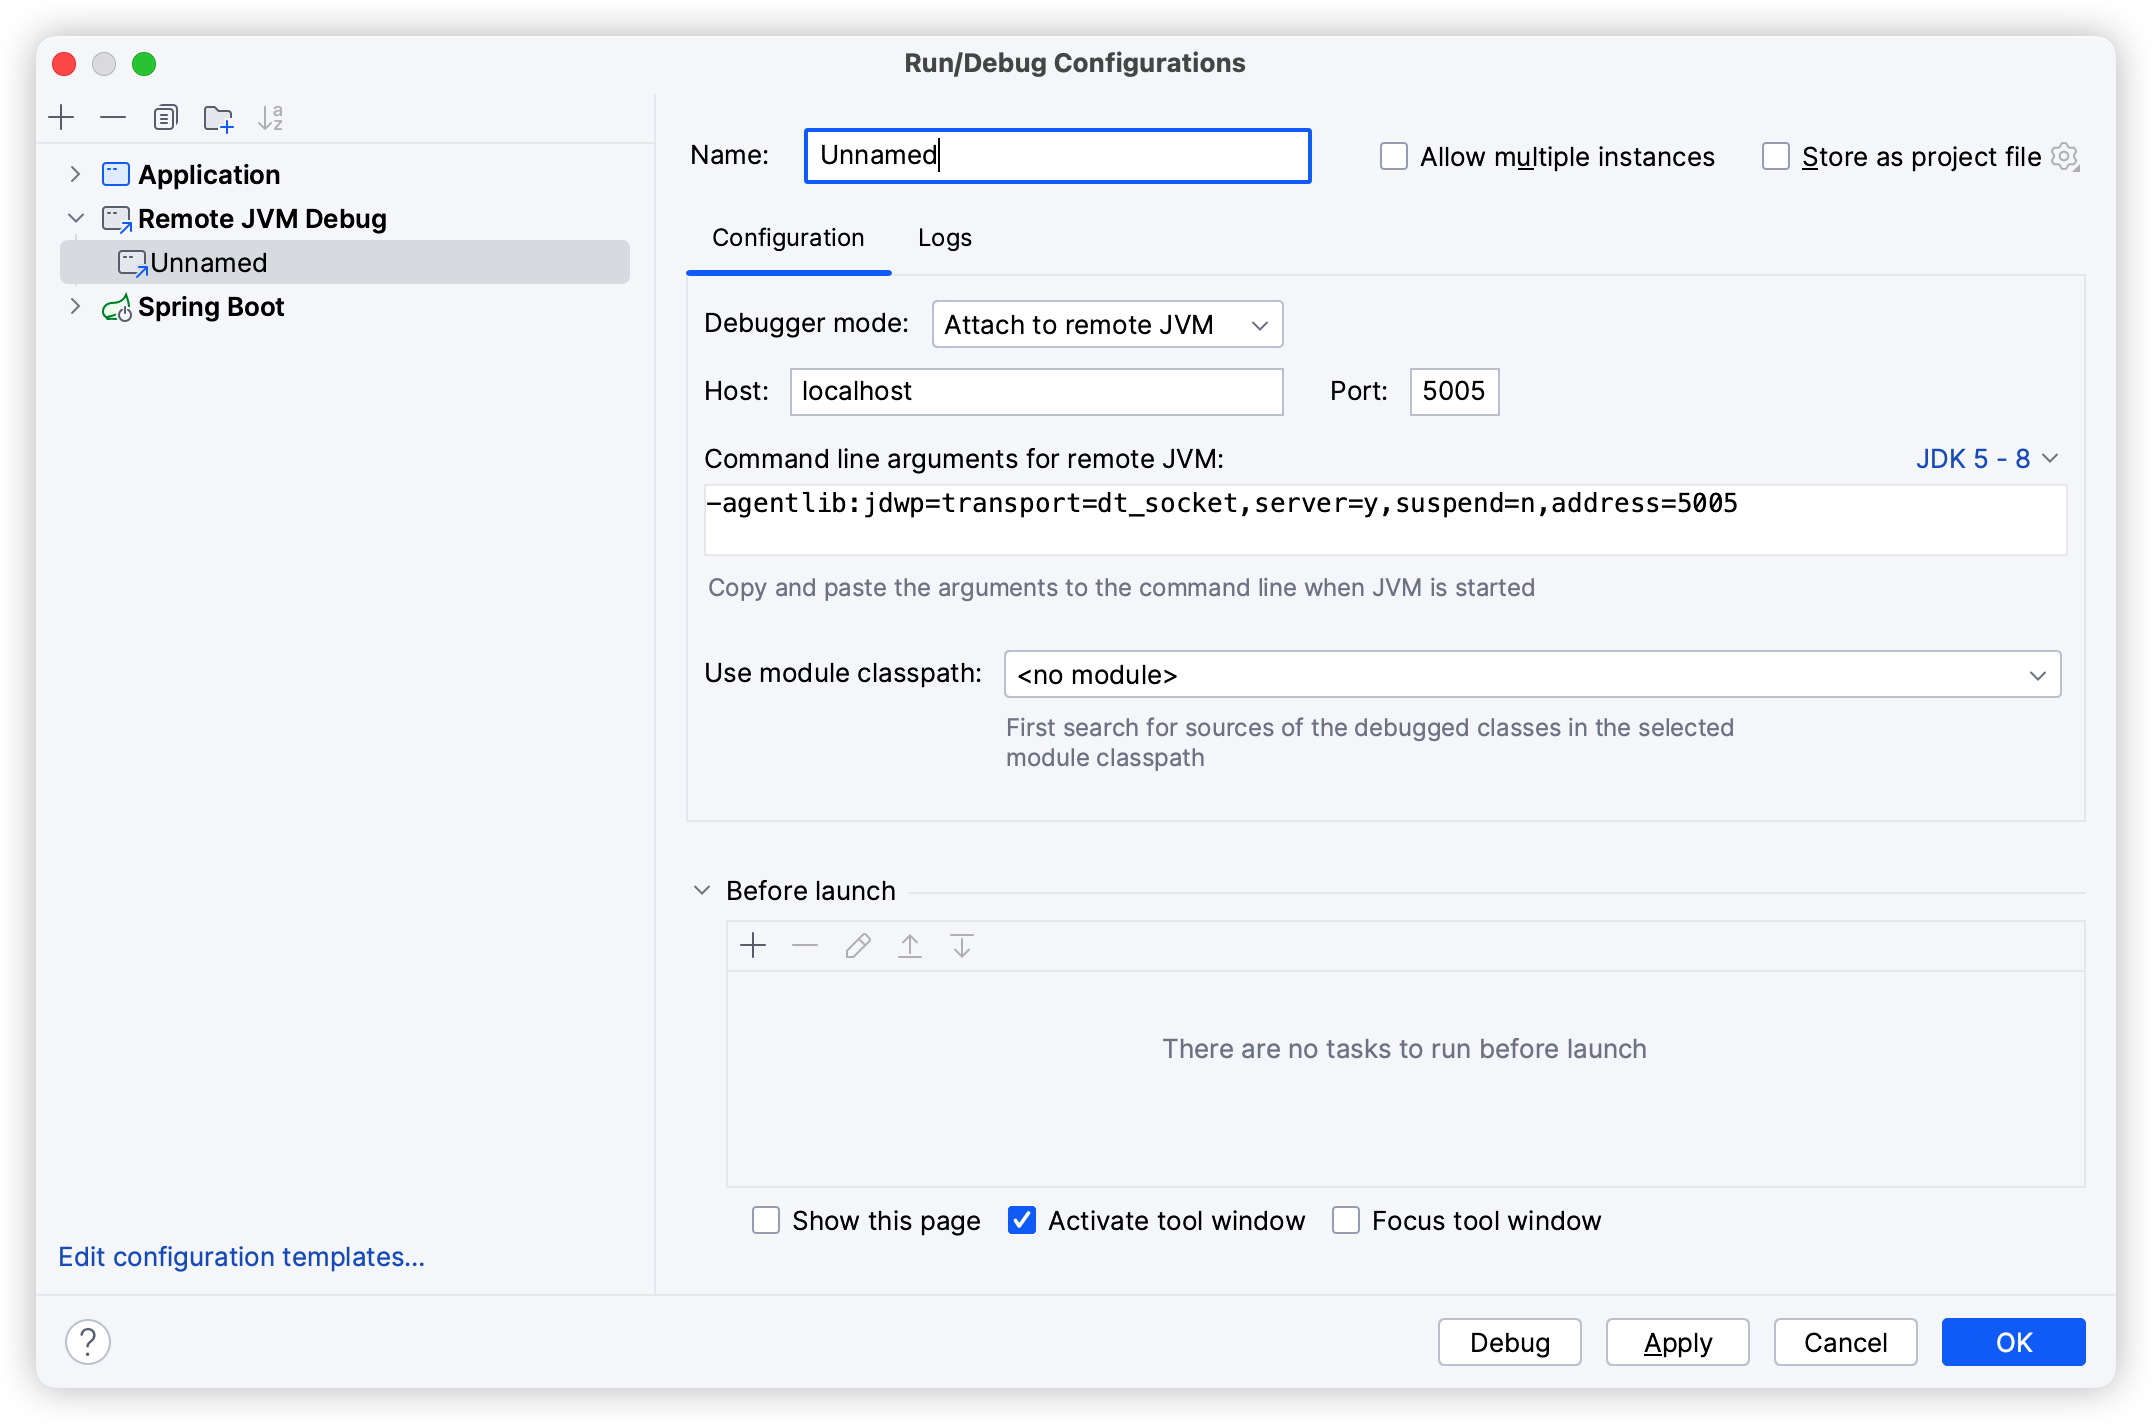 Run/Debug Configurations
Application
Remote JVM Debug
Unnamed
Spring Boot
Edit configuration templates...
Name: Unnamed Allow multiple instances Store as project file
Configuration Logs
Debugger mode: Attach to remote JVM
Host: localhost Port: 5005
Command line arguments for remote JVM: JDK 5 - 8
-agentlib:jdwp=transport=dt_socket,server=y,suspend=n,address=5005
Copy and paste the arguments to the command line when JVM is started
Use module classpath: <no module>
First search for sources of the debugged classes in the selected
module classpath
Before launch
There are no tasks to run before launch
Show this page Activate tool window Focus tool window
? Debug Apply Cancel OK